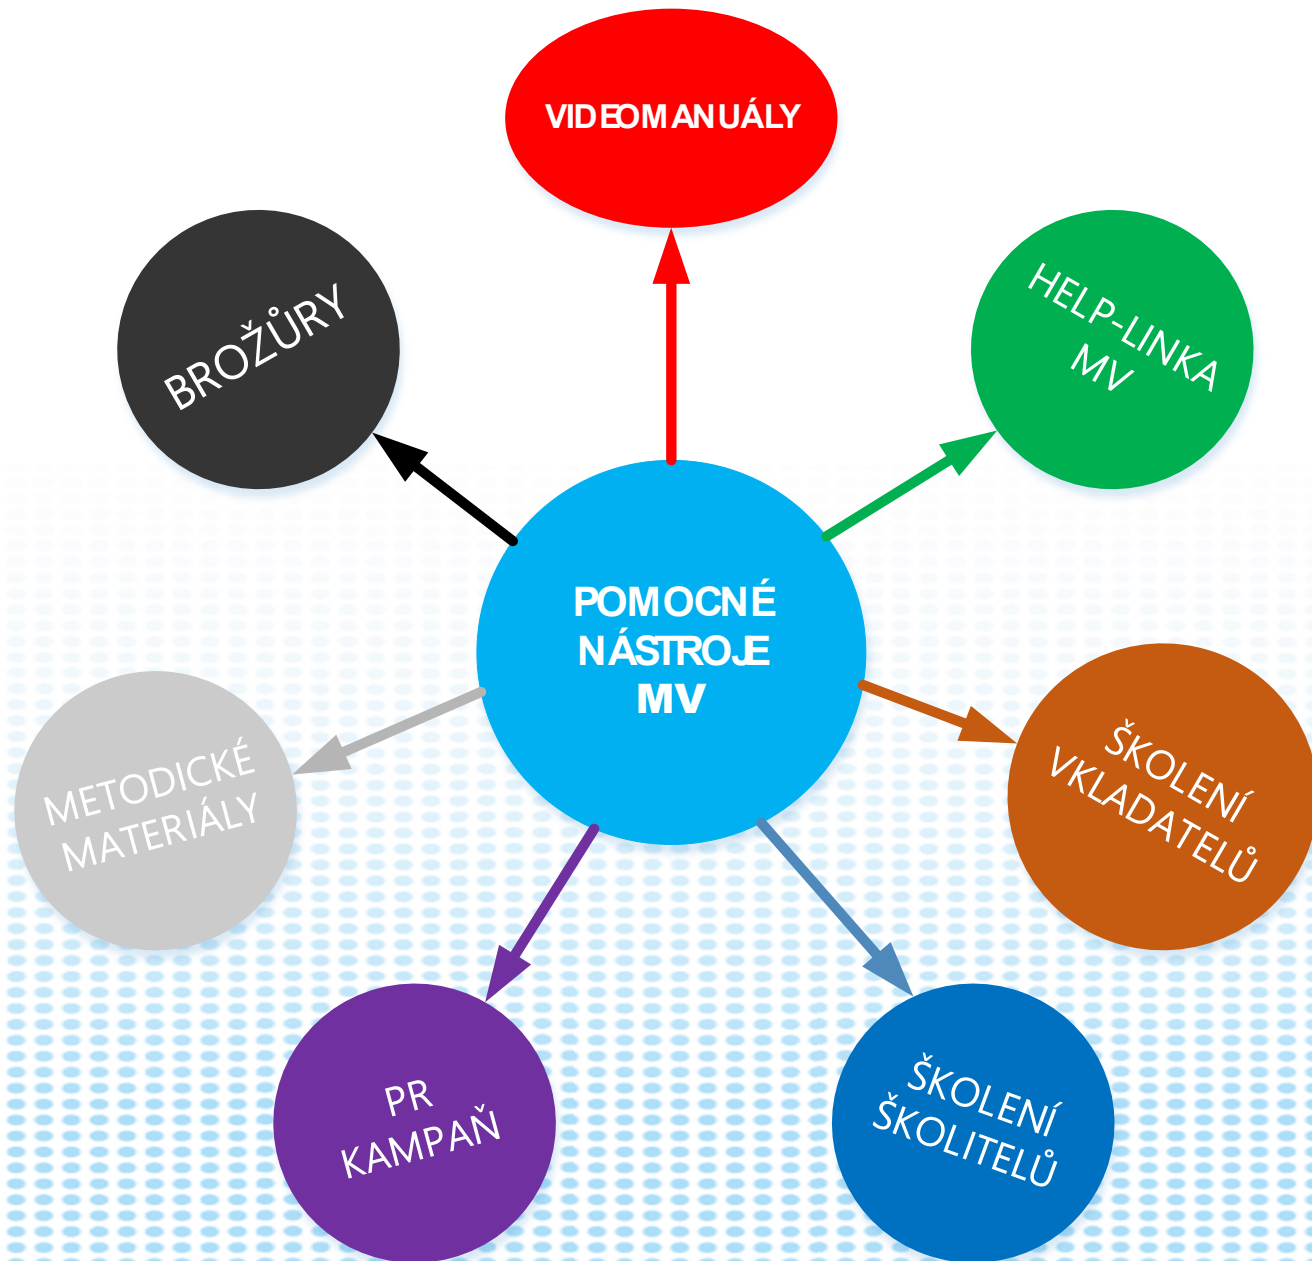 VIDEOMANUÁLY
BROŽŮRY
HELP-LINKA
MV
POMOCNÉ
NÁSTROJE
MV
METODICKÉ
MATERIÁLY
ŠKOLENÍ
VKLADATELŮ
PR
KAMPAŇ
ŠKOLENÍ
ŠKOLITELŮ